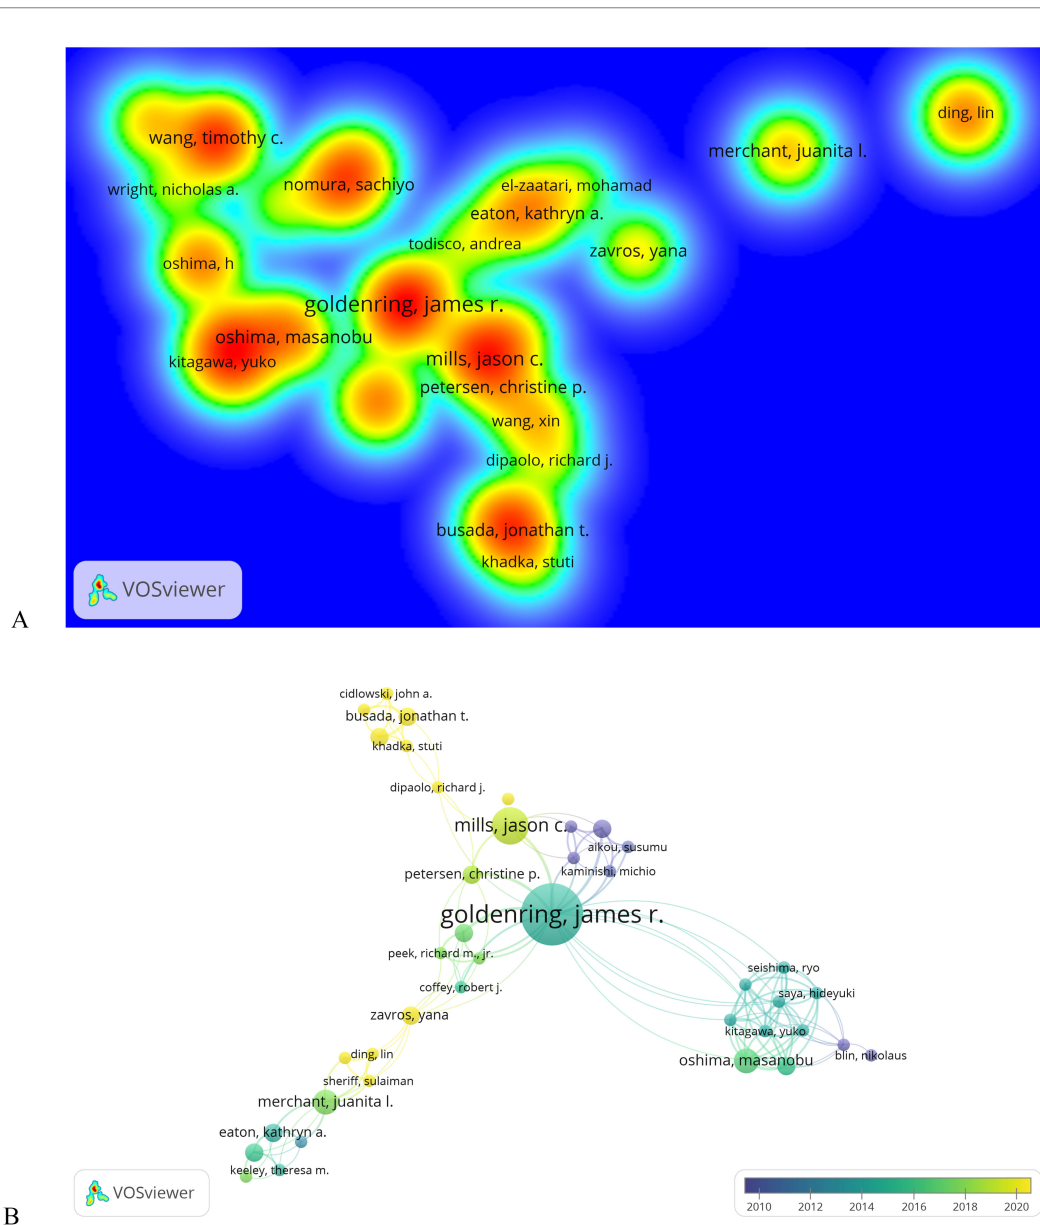 ding, lin
wang, timothy c.
merchant, juanita l.
nomura, sachiyo
el-zaatari, mohamad
wright, nicholas a.
eaton, kathryn a.
todisco, andrea
zavros, yana
oshima, h
goldenring, james r.
oshima, masanobu
mills, jason c.
kitagawa, yuko
petersen, christine p.
wang, xin
dipaolo, richard j.
busada, jonathan t.
khadka, stuti
VOSviewer
A
cidlowski, john a.
busada, jonathan t.
khadka, stuti
dipaolo, richard j.
mills, jason c.
aikou, susumu
kaminishi, michio
petersen, christine p.
goldenring, james r.
peek, richard m., jr.
seishima, ryo
coffey, robert j.
saya, hideyuki
zavros, yana
kitagawa, yuko
ding, lin
blin, nikolaus
oshima, masanobu
sheriff, sulaiman
merchant, juanita l.
eaton, kathryn a.
keeley, theresa m.
VOSviewer
2010 2012 2014 2016 2018 2020
B